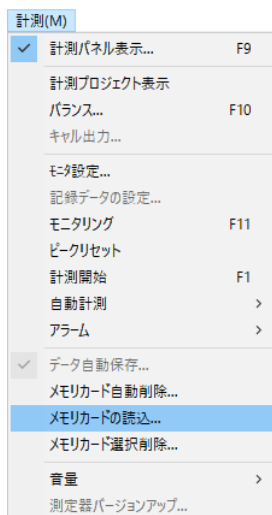 計測(M)
計測パネル表示... F9
計測プロジェクト表示
バランス... F10
キャル出力...
モニタ設定...
記録データの設定...
モニタリング F11
ピークリセット
計測開始 F1
自動計測
アラーム
データ自動保存...
メモリカード自動削除...
メモリカードの読込...
メモリカード選択削除...
音量
測定器バージョンアップ...